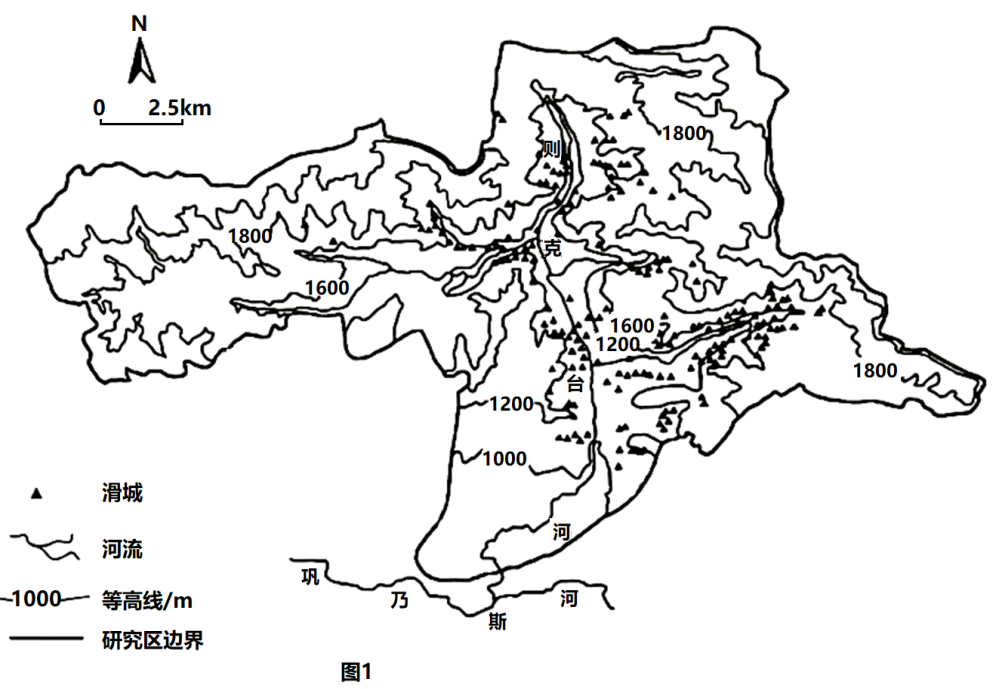 N
0 2.5km
1800
则
1800
克
1600
1600
1200
1800
台
1200
1000
河
滑城
河流
1000 等高线/m
研究区边界
巩 乃 斯 河
图1